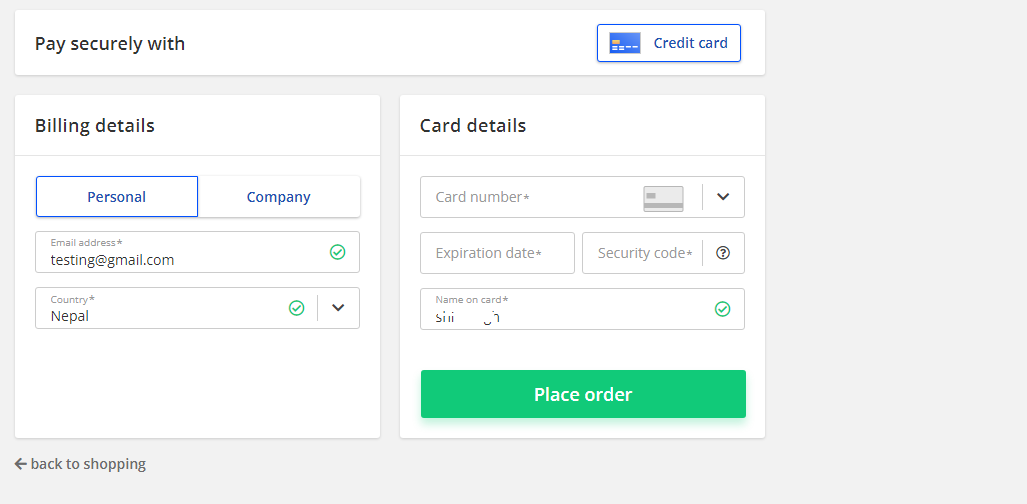 Pay securely with
Credit card
Billing details
Personal
Company
Email address*
testing@gmail.com
Country*
Nepal
Card details
Card number*
Expiration date*
Security code*
Name on card*
Place order
back to shopping